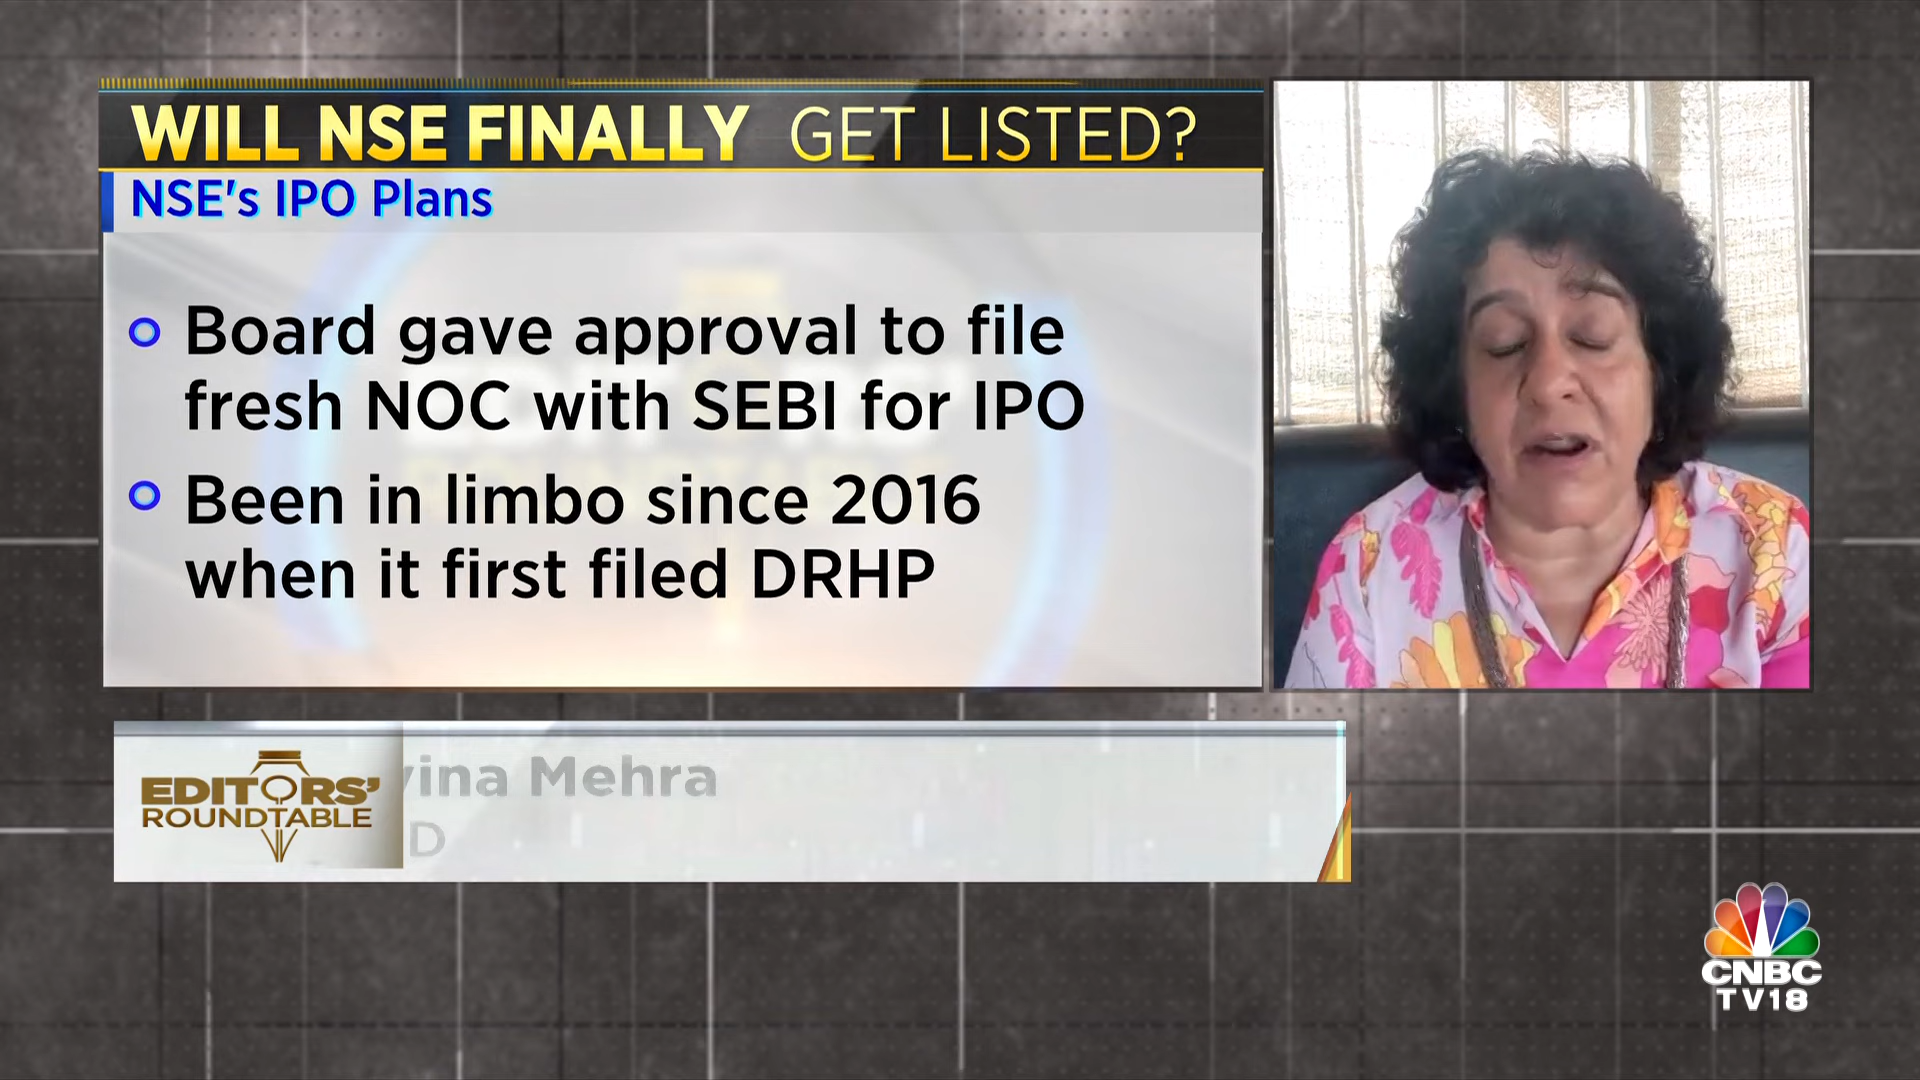 WILL NSE FINALLY GET LISTED?
NSE's IPO Plans
Board gave approval to file
fresh NOC with SEBI for IPO
Been in limbo since 2016
when it first filed DRHP
Mehra
EDITORS'
ROUNDTABLE
CNBC
TV18